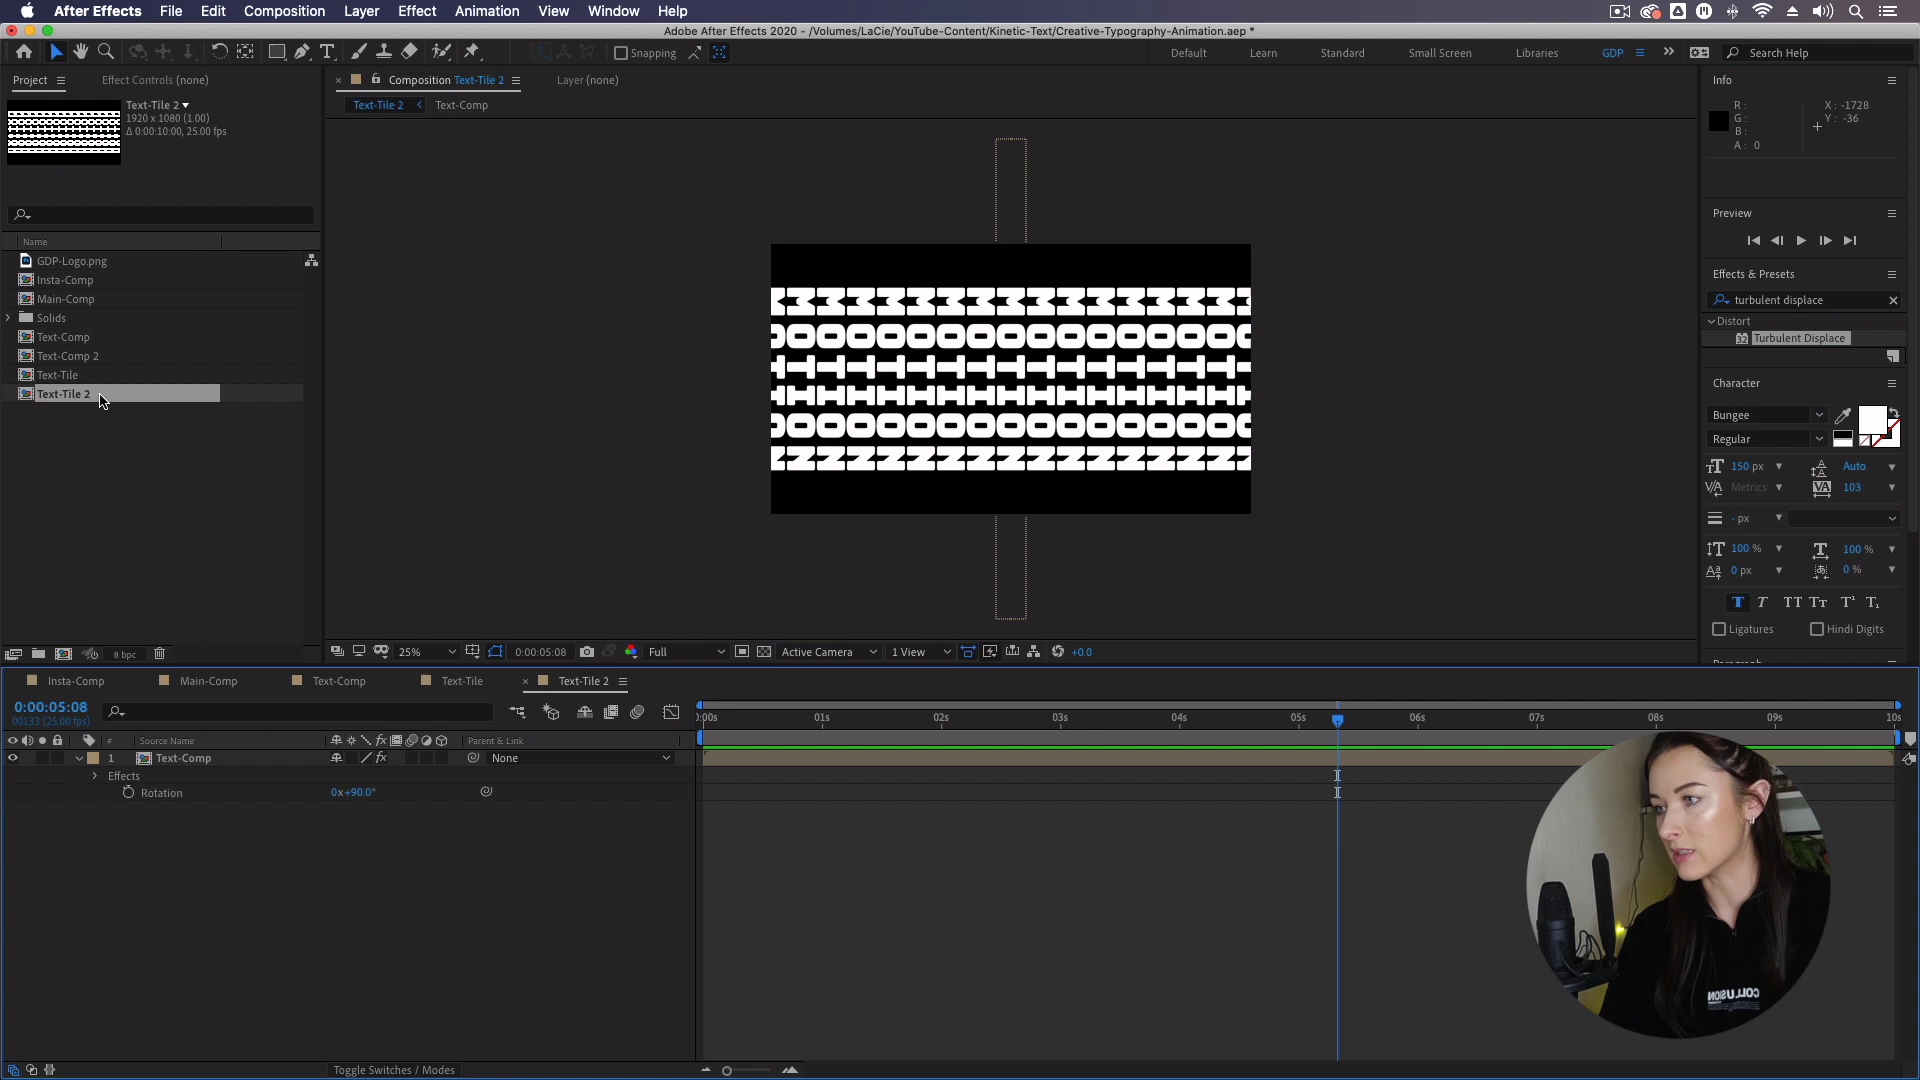 After Effects File Edit Composition Layer Effect Animation View Window Help
Adobe After Effects 2020 - /Volumes/LaCie/YouTube-Content/Kinetic-Text/Creative-Typography-Animation.aep *
Snapping Default Learn Standard Small Screen Libraries GDP Search Help
Project Effect Controls (none)
Composition Text-Tile 2 Layer (none)
Text-Tile 2 Text-Comp
Text-Tile 2
1920 x 1080 (1.00)
Δ 0:00:10:00, 25.00 fps
Name
GDP-Logo.png
Insta-Comp
Main-Comp
Solids
Text-Comp
Text-Comp 2
Text-Tile
Text-Tile 2
8 bpc
25% 0:00:05:08 Full Active Camera 1 View +0.0
Info
R : X : -1728
G : Y : -36
B :
A : 0
Preview
Effects & Presets
turbulent displace
Distort
32 Turbulent Displace
Character
Bungee
Regular
150 px Auto
Metrics 103
- px
100 % 100 %
0 px 0 %
Ligatures Hindi Digits
Insta-Comp Main-Comp Text-Comp Text-Tile Text-Tile 2
0:00:05:08
00133 (25.00 fps)
0:00s 01s 02s 03s 04s 05s 06s 07s 08s 09s 10s
# Source Name Parent & Link
1 Text-Comp None
Effects
Rotation 0x+90.0°
Toggle Switches / Modes
COLLUSION